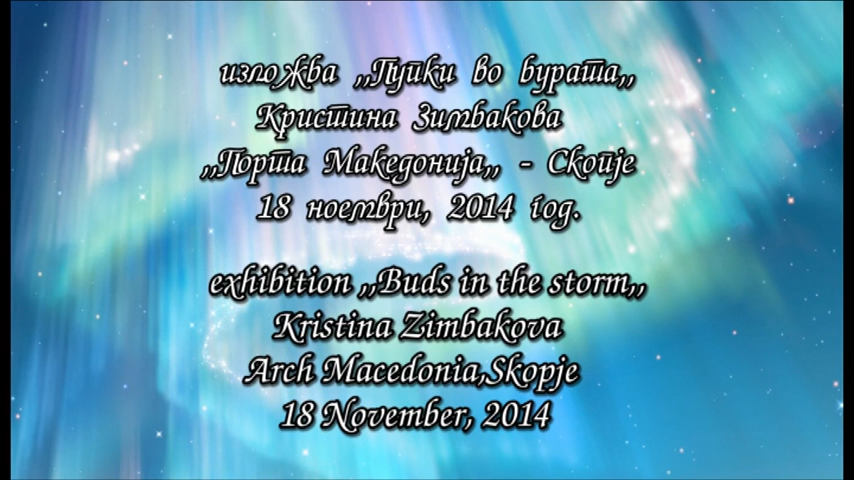 изложба ,,Пупки во бурата,,
Кристина Зимбакова
,,Порта Македонија,, - Скопје
18 ноември, 2014 год.
exhibition ,,Buds in the storm,,
Kristina Zimbakova
Arch Macedonia,Skopje
18 November, 2014